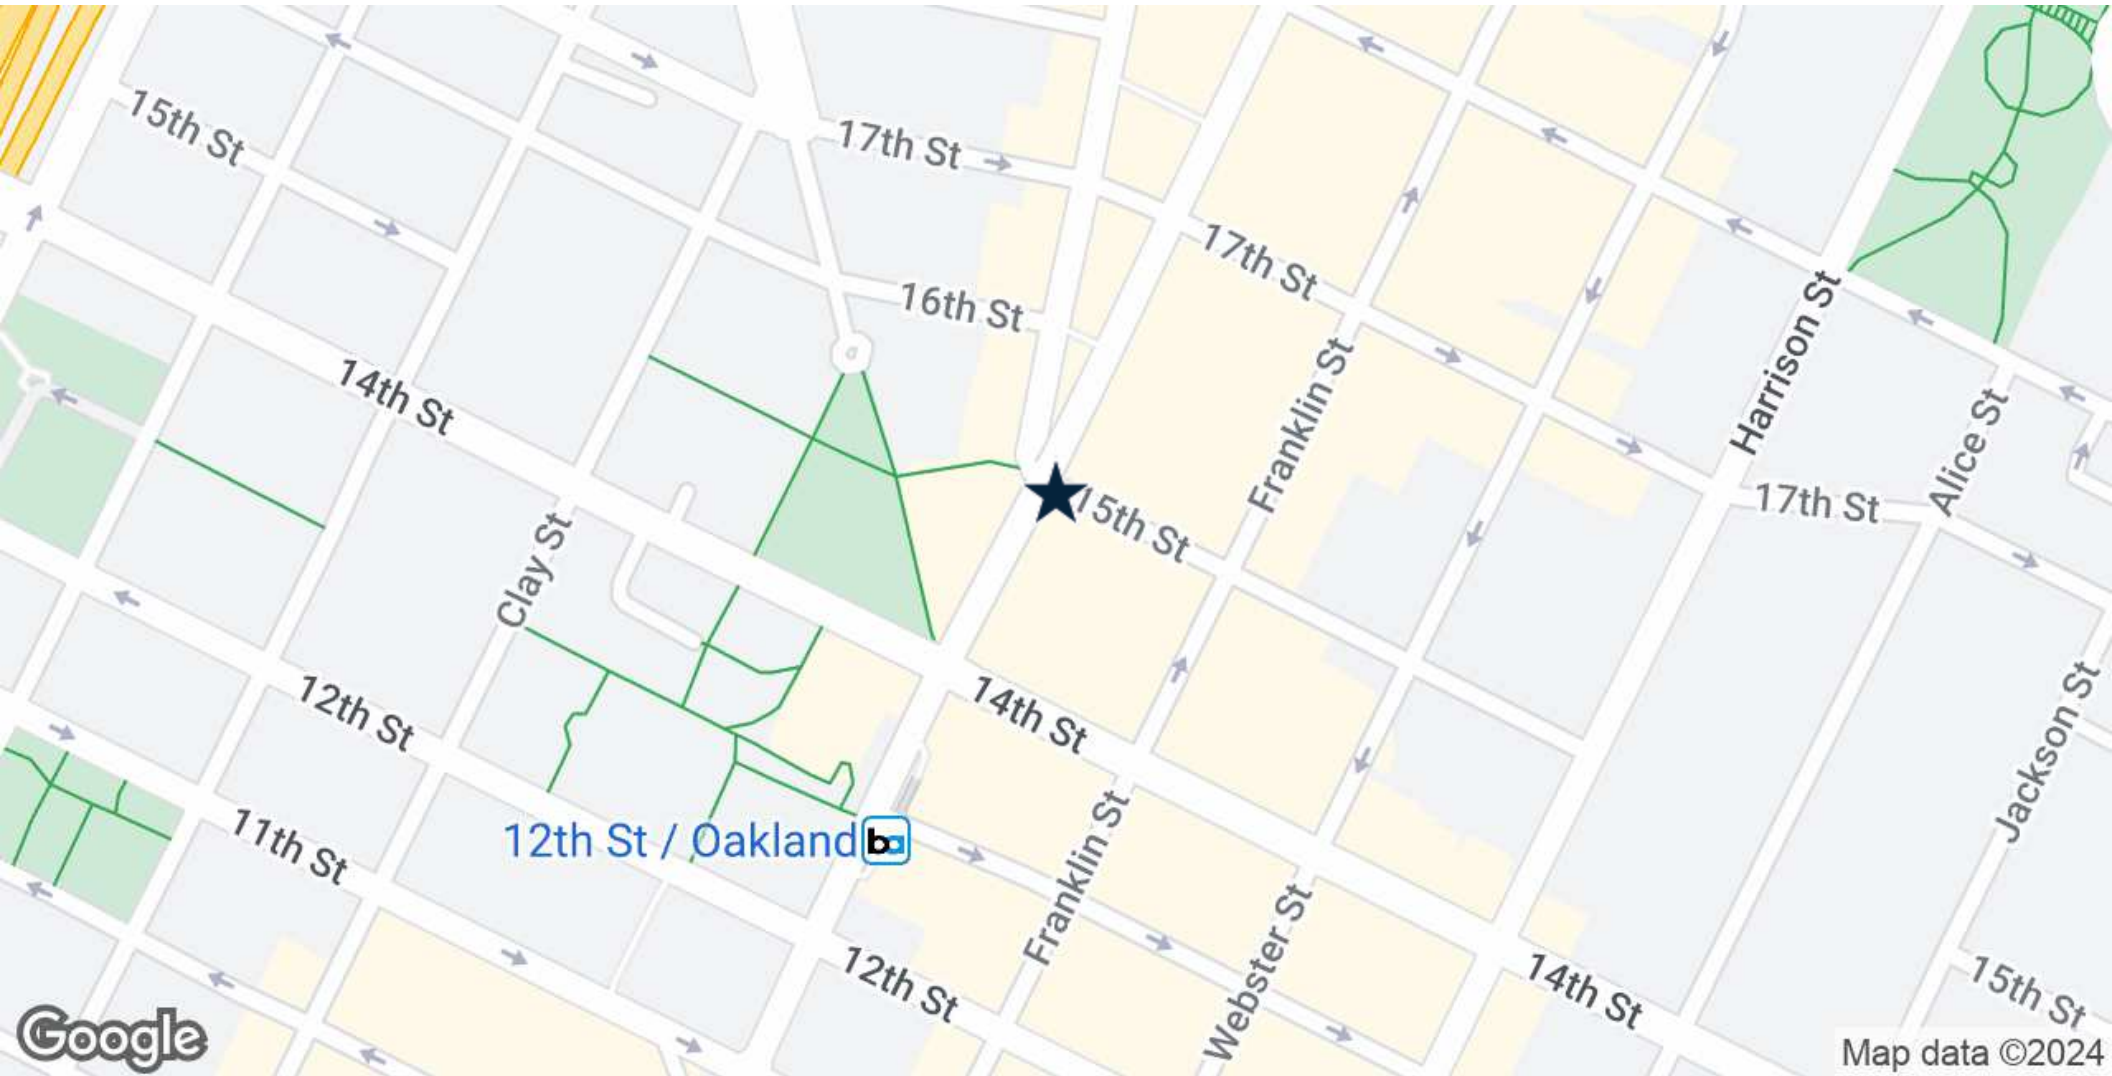 15th St
17th St
17th St
16th St
Harrison St
14th St
Franklin St
Alice St
17th St
15th St
Clay St
12th St
14th St
Jackson St
11th St
12th St / Oakland
ba
Franklin St
Webster St
12th St
14th St
15th St
Google
Map data ©2024